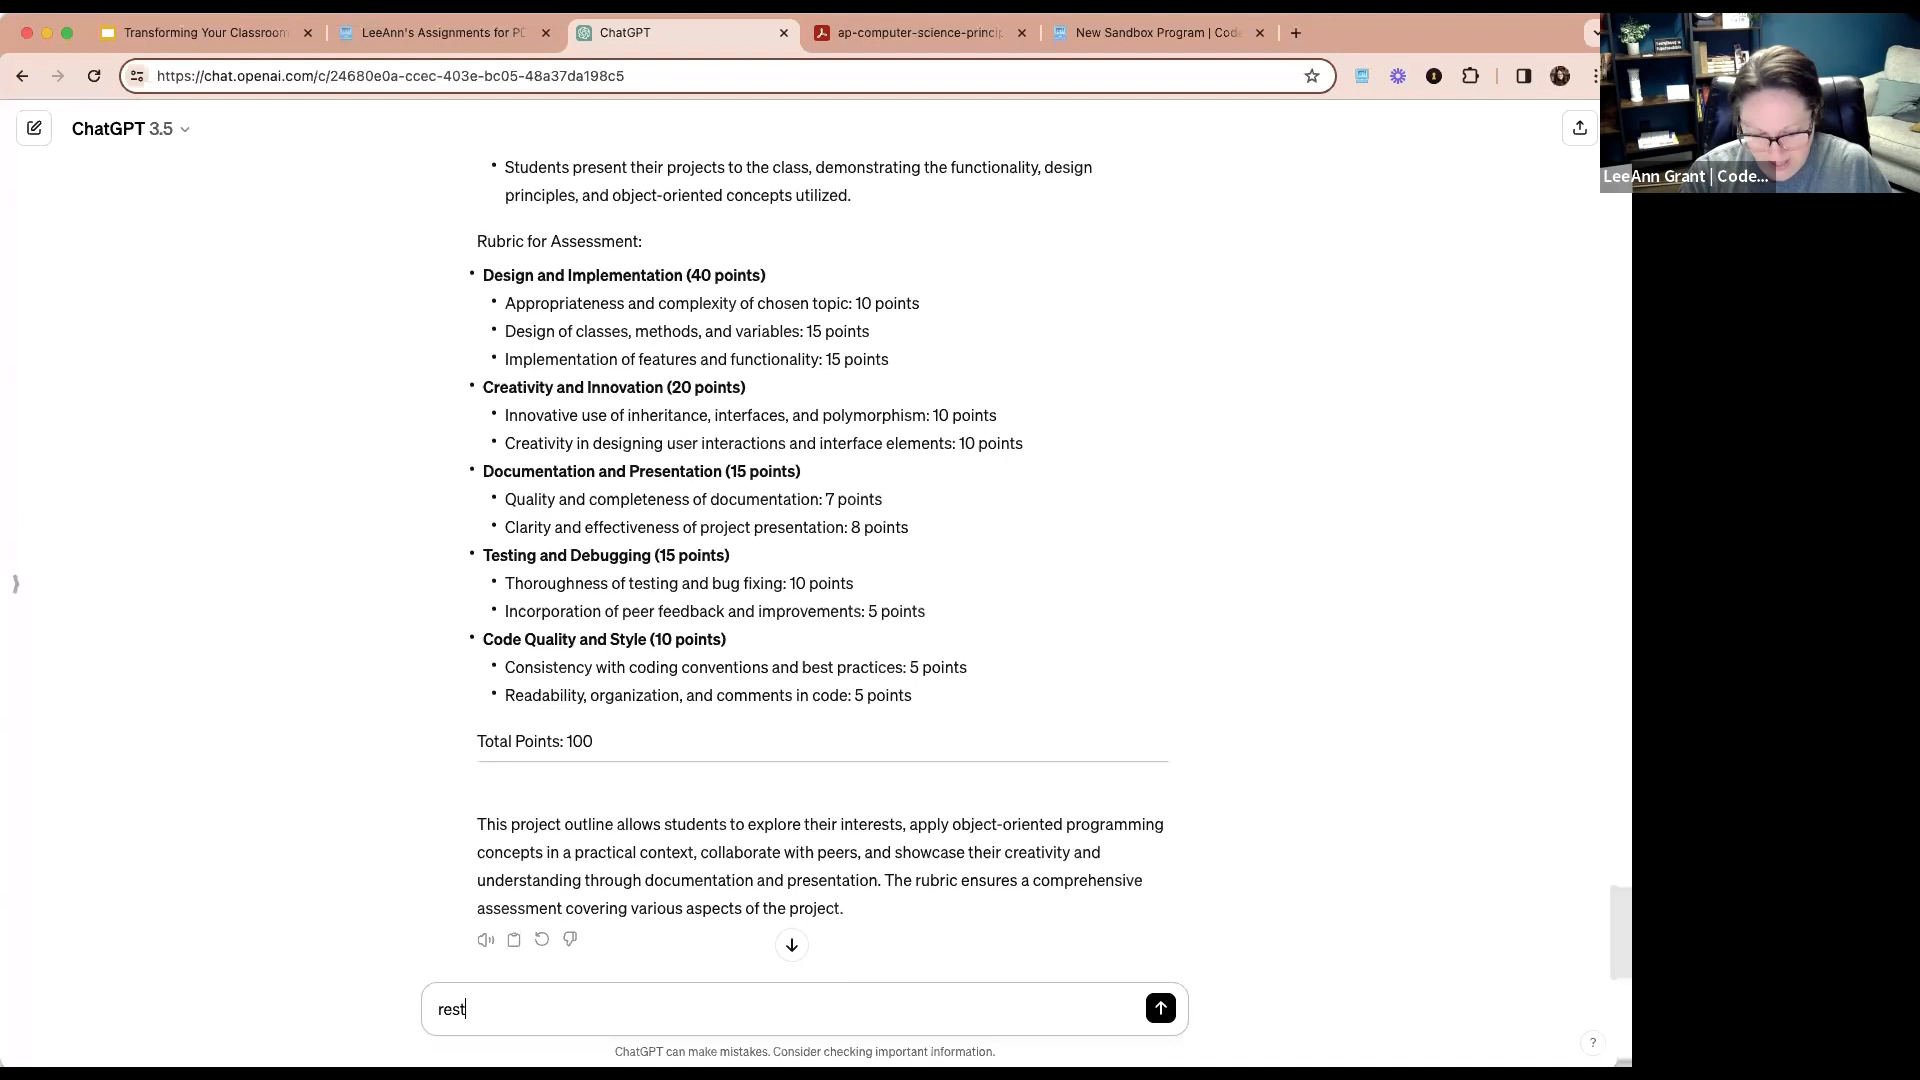 Transforming Your Classroom
LeeAnn's Assignments for PD
ChatGPT
ap-computer-science-princip
New Sandbox Program | Code
https://chat.openai.com/c/24680e0a-ccec-403e-bc05-48a37da198c5
ChatGPT 3.5
LeeAnn Grant | Code...
• Students present their projects to the class, demonstrating the functionality, design
principles, and object-oriented concepts utilized.
Rubric for Assessment:
• Design and Implementation (40 points)
• Appropriateness and complexity of chosen topic: 10 points
• Design of classes, methods, and variables: 15 points
• Implementation of features and functionality: 15 points
• Creativity and Innovation (20 points)
• Innovative use of inheritance, interfaces, and polymorphism: 10 points
• Creativity in designing user interactions and interface elements: 10 points
• Documentation and Presentation (15 points)
• Quality and completeness of documentation: 7 points
• Clarity and effectiveness of project presentation: 8 points
• Testing and Debugging (15 points)
• Thoroughness of testing and bug fixing: 10 points
• Incorporation of peer feedback and improvements: 5 points
• Code Quality and Style (10 points)
• Consistency with coding conventions and best practices: 5 points
• Readability, organization, and comments in code: 5 points
Total Points: 100
This project outline allows students to explore their interests, apply object-oriented programming
concepts in a practical context, collaborate with peers, and showcase their creativity and
understanding through documentation and presentation. The rubric ensures a comprehensive
assessment covering various aspects of the project.
rest
ChatGPT can make mistakes. Consider checking important information.
?